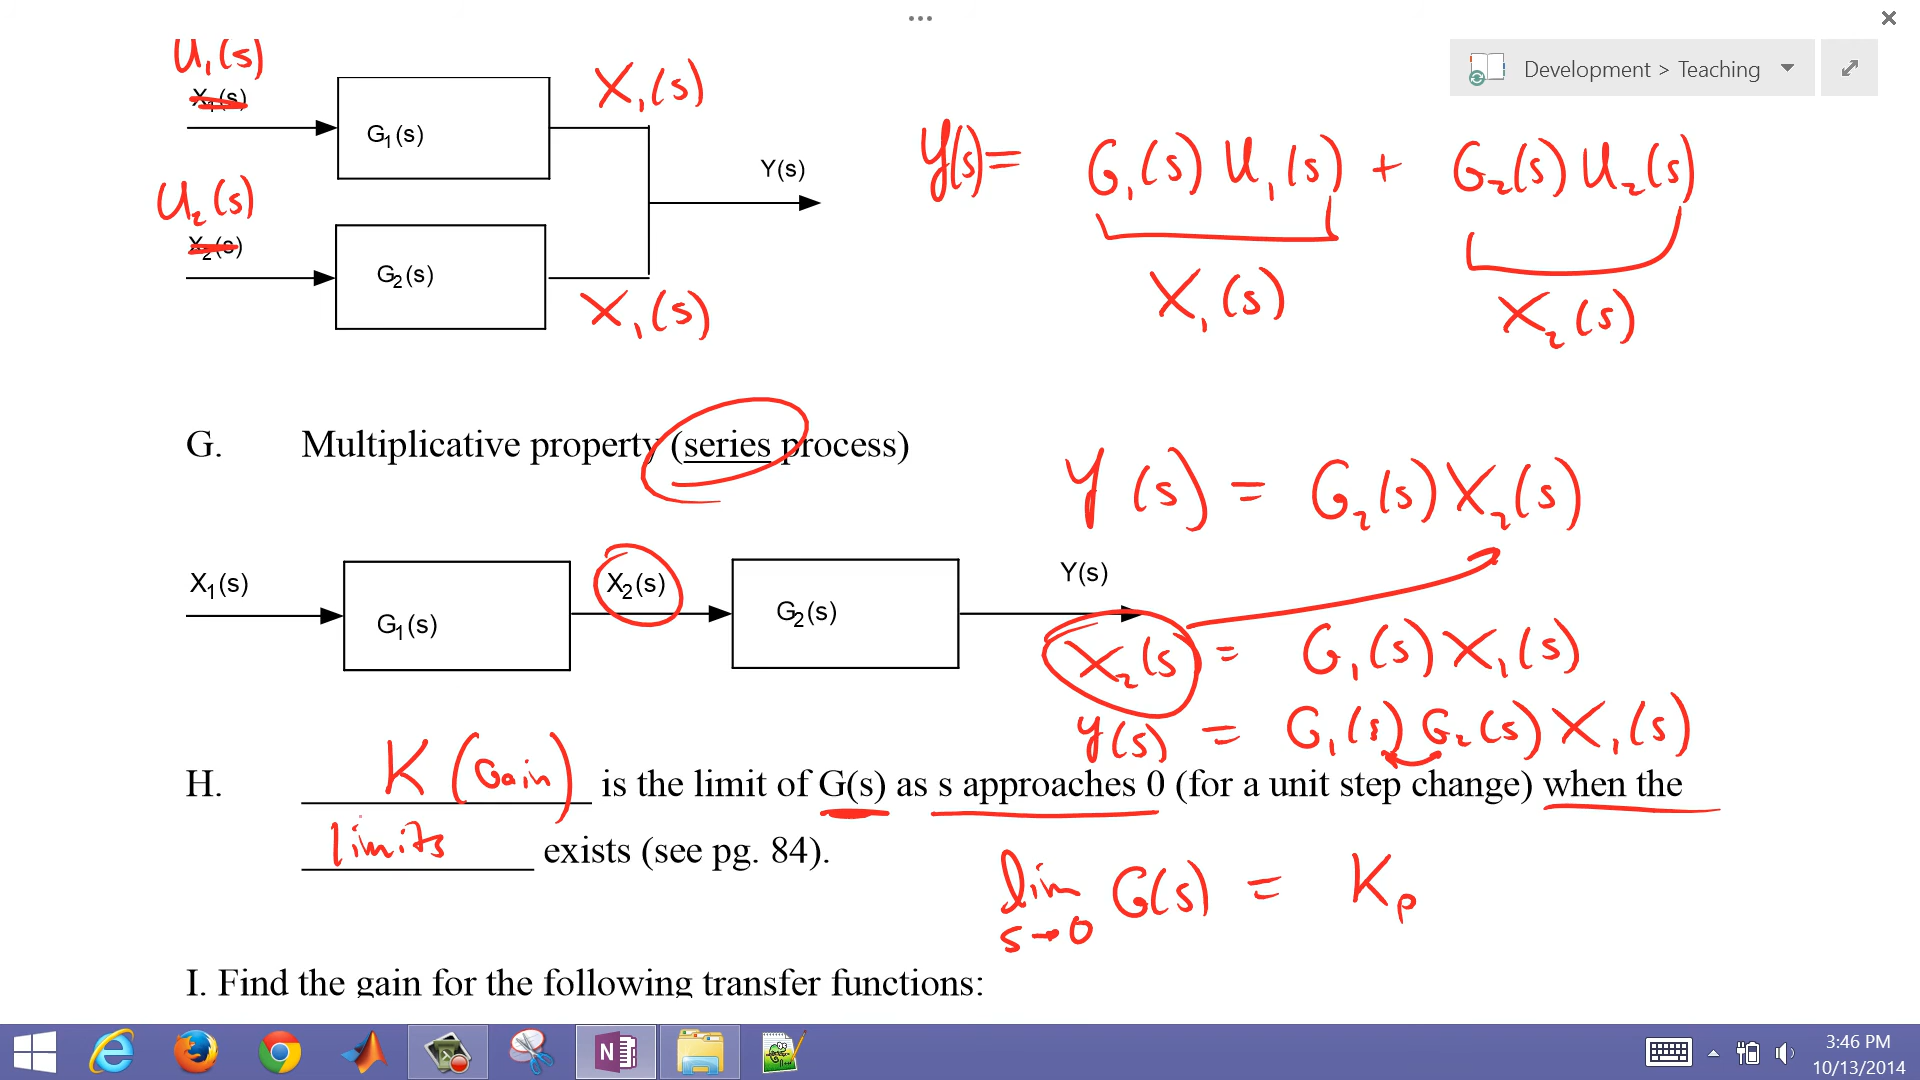 Development > Teaching
U₁(s)
X₁(s)
G₁(s)
X₁(s)
Y(s)
Y(s) = G₁(s) U₁(s) + G₂(s) U₂(s)
X₁(s)
X₂(s)
U₂(s)
X₂(s)
G₂(s)
X₁(s)
G. Multiplicative property (series process)
Y(s) = G₂(s) X₂(s)
X₁(s)
G₁(s)
X₂(s)
G₂(s)
Y(s)
X₂(s = G₁(s) X₁(s)
y(s) = G₁(s) G₂(s) X₁(s)
H. K (Gain) is the limit of G(s) as s approaches 0 (for a unit step change) when the
limits exists (see pg. 84).
lim G(s) = Kp
s→0
I. Find the gain for the following transfer functions:
3:46 PM
10/13/2014